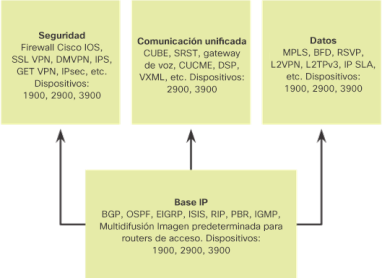 Seguridad
Firewall Cisco IOS,
SSL VPN, DMVPN, IPS,
GET VPN, IPsec, etc.
Dispositivos:
1900, 2900, 3900
Comunicación unificada
CUBE, SRST, gateway
de voz, CUCME, DSP,
VXML, etc. Dispositivos:
2900, 3900
Datos
MPLS, BFD, RSVP,
L2VPN, L2TPv3, IP SLA,
etc. Dispositivos:
1900, 2900, 3900
Base IP
BGP, OSPF, EIGRP, ISIS, RIP, PBR, IGMP,
Multidifusión Imagen predeterminada para
routers de acceso. Dispositivos:
1900, 2900, 3900